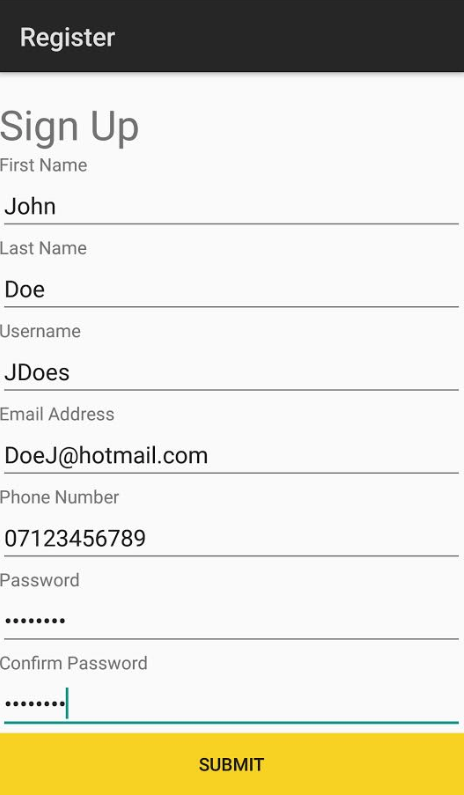 Register
Sign Up
First Name
John
Last Name
Doe
Username
JDoes
Email Address
DoeJ@hotmail.com
Phone Number
07123456789
Password
••••••••
Confirm Password
••••••••
SUBMIT